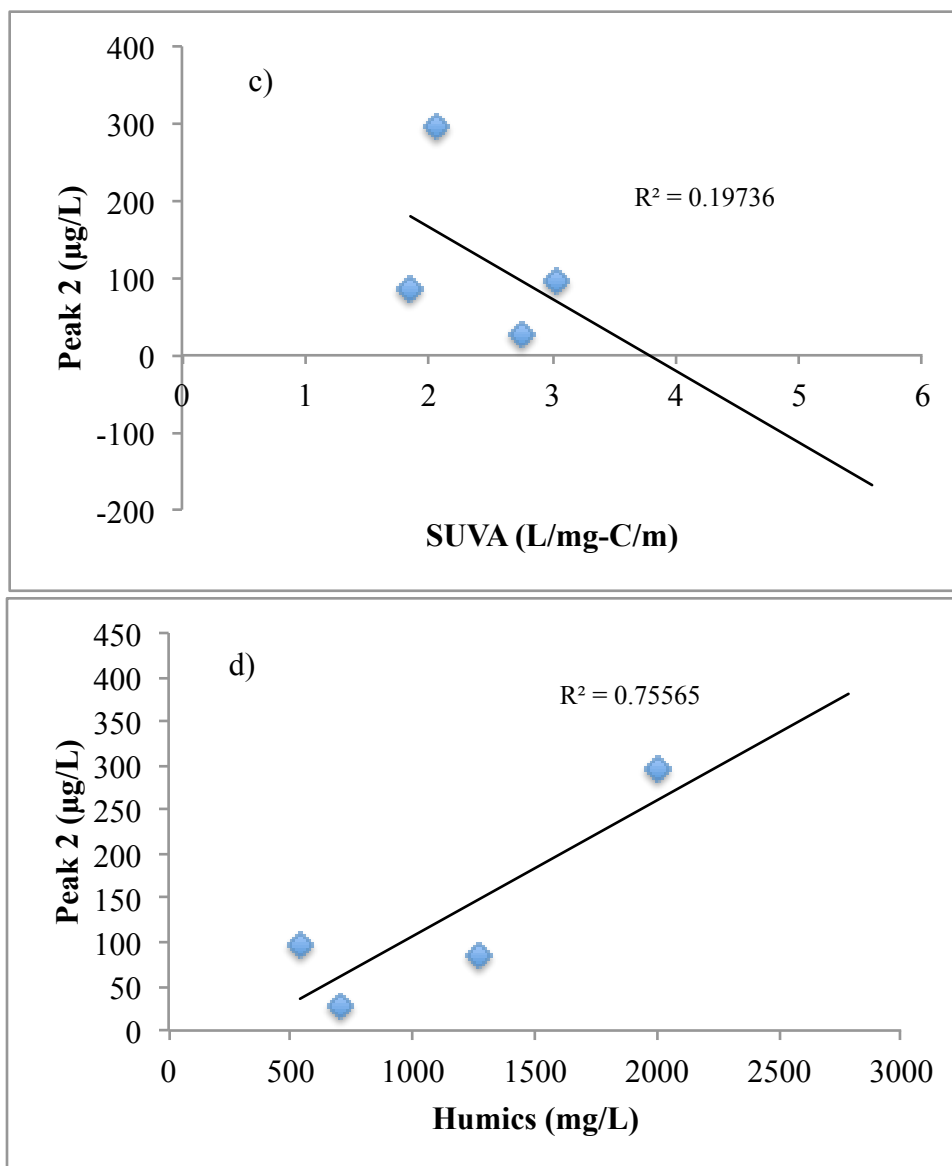 400
c)
300
R² = 0.19736
200
100
0
-100
-200
0 1 2 3 4 5 6
Peak 2 (µg/L)
SUVA (L/mg-C/m)
450
d)
400
R² = 0.75565
350
300
250
200
150
100
50
0
0 500 1000 1500 2000 2500 3000
Peak 2 (µg/L)
Humics (mg/L)